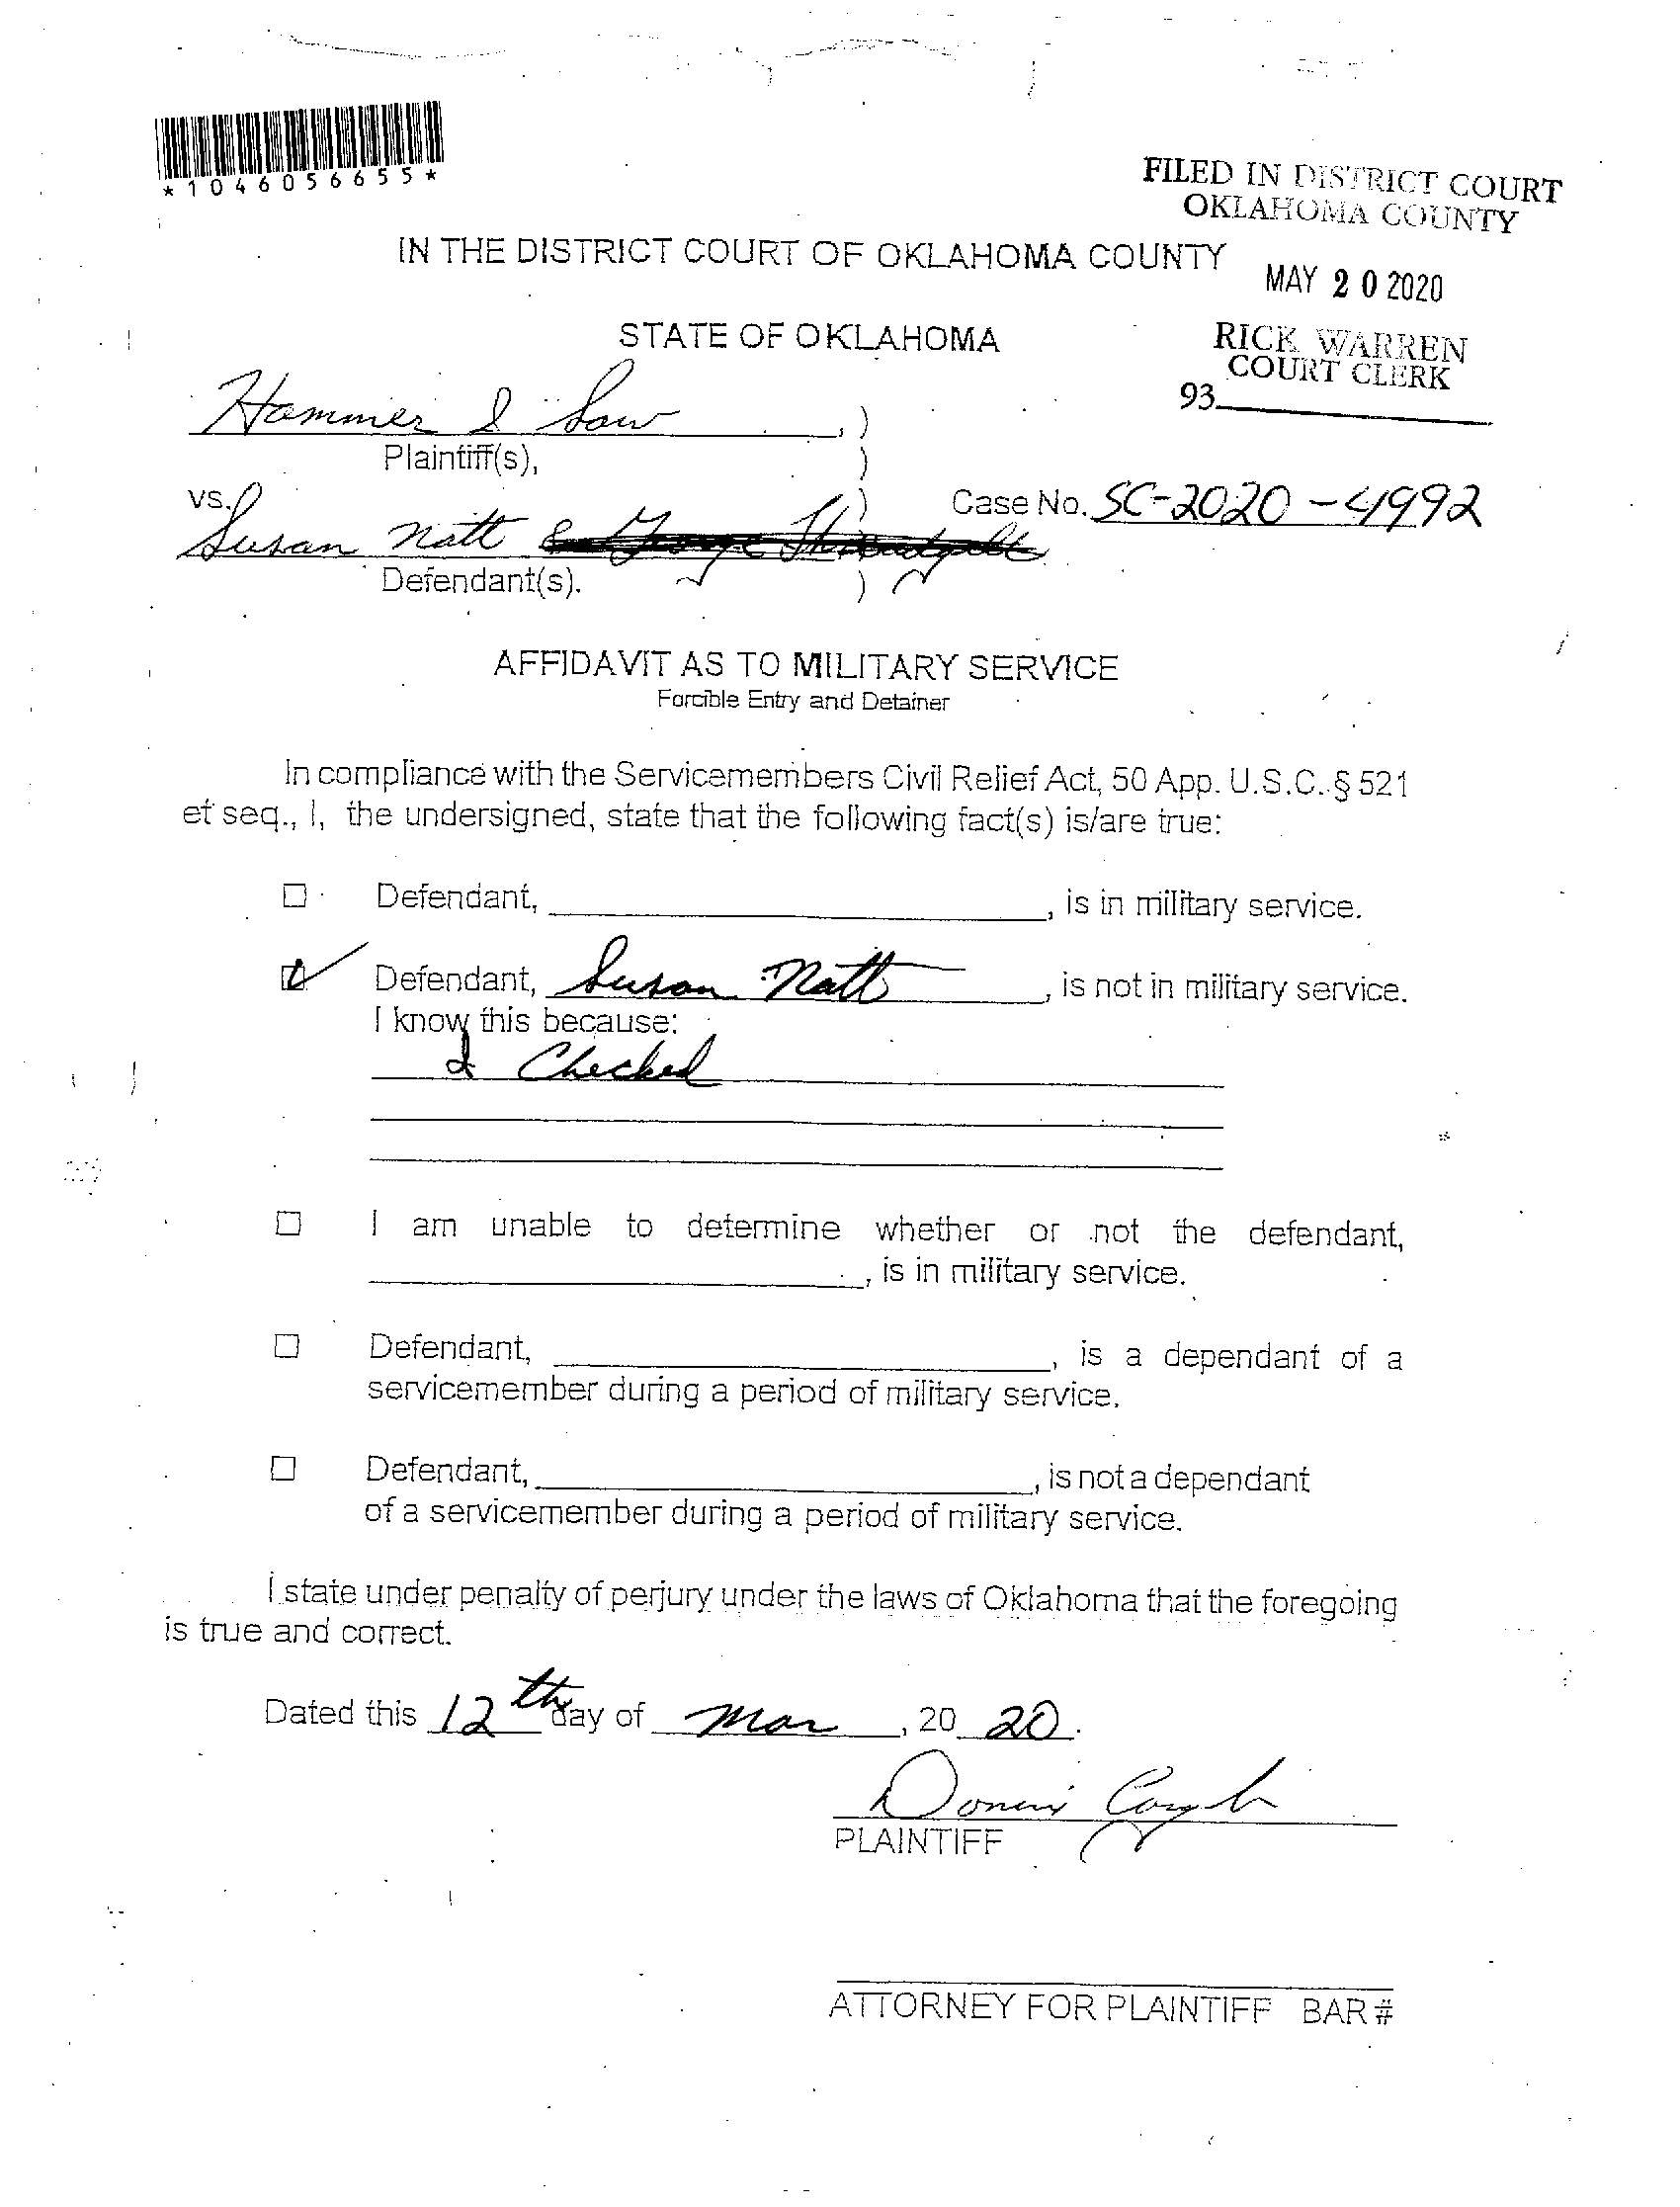 *1046056655*
FILED IN DISTRICT COURT
OKLAHOMA COUNTY
IN THE DISTRICT COURT OF OKLAHOMA COUNTY
MAY 20 2020
STATE OF OKLAHOMA
RICK WARREN
COURT CLERK
93
Hammer & Saw , )
Plaintiff(s), )
vs. )
Case No. SC-2020-4992
Susan Natt & George
Defendant(s). )
AFFIDAVIT AS TO MILITARY SERVICE
Forcible Entry and Detainer
In compliance with the Servicemembers Civil Relief Act, 50 App. U.S.C. § 521
et seq., I, the undersigned, state that the following fact(s) is/are true:
Defendant, , is in military service.
Defendant, Susan Natt , is not in military service.
I know this because:
I Checked
I am unable to determine whether or not the defendant,
, is in military service.
Defendant, , is a dependant of a
servicemember during a period of military service.
Defendant, , is not a dependant
of a servicemember during a period of military service.
I state under penalty of perjury under the laws of Oklahoma that the foregoing
is true and correct.
Dated this 12th day of Mar , 20 20.
PLAINTIFF
ATTORNEY FOR PLAINTIFF BAR #